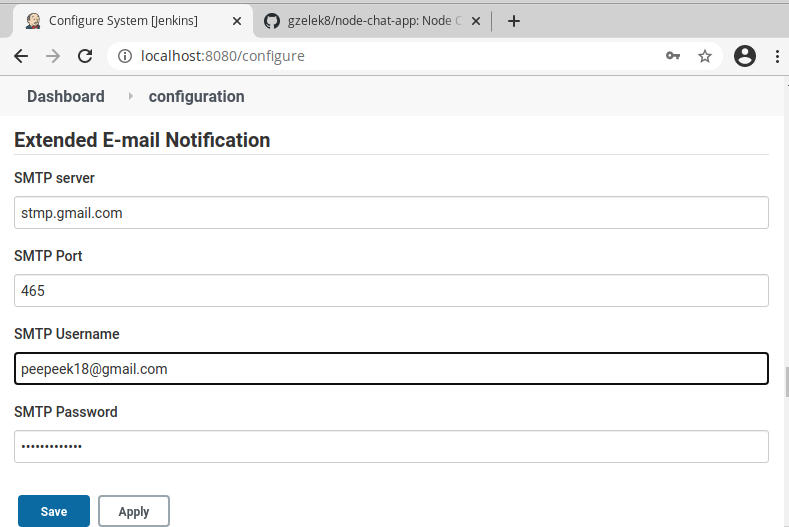 Configure System [Jenkins]
gzelek8/node-chat-app: Node C
localhost:8080/configure
Dashboard
configuration
Extended E-mail Notification
SMTP server
stmp.gmail.com
SMTP Port
465
SMTP Username
peepeek18@gmail.com
SMTP Password
•••••••••••••
Save
Apply